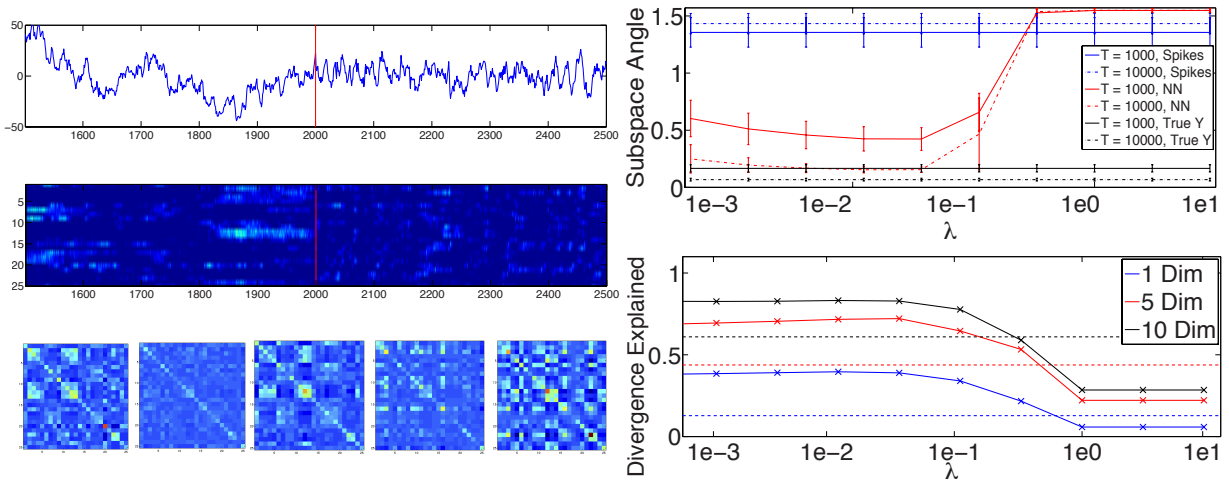 50
0
−50
1600 1700 1800 1900 2000 2100 2200 2300 2400 2500
5
10
15
20
25
1600 1700 1800 1900 2000 2100 2200 2300 2400 2500
Subspace Angle
1.5
1
0.5
0
T = 1000, Spikes
T = 10000, Spikes
T = 1000, NN
T = 10000, NN
T = 1000, True Y
T = 10000, True Y
1e-3 1e-2 1e-1 1e0 1e1
λ
Divergence Explained
1
0.5
0
1 Dim
5 Dim
10 Dim
1e-3 1e-2 1e-1 1e0 1e1
λ